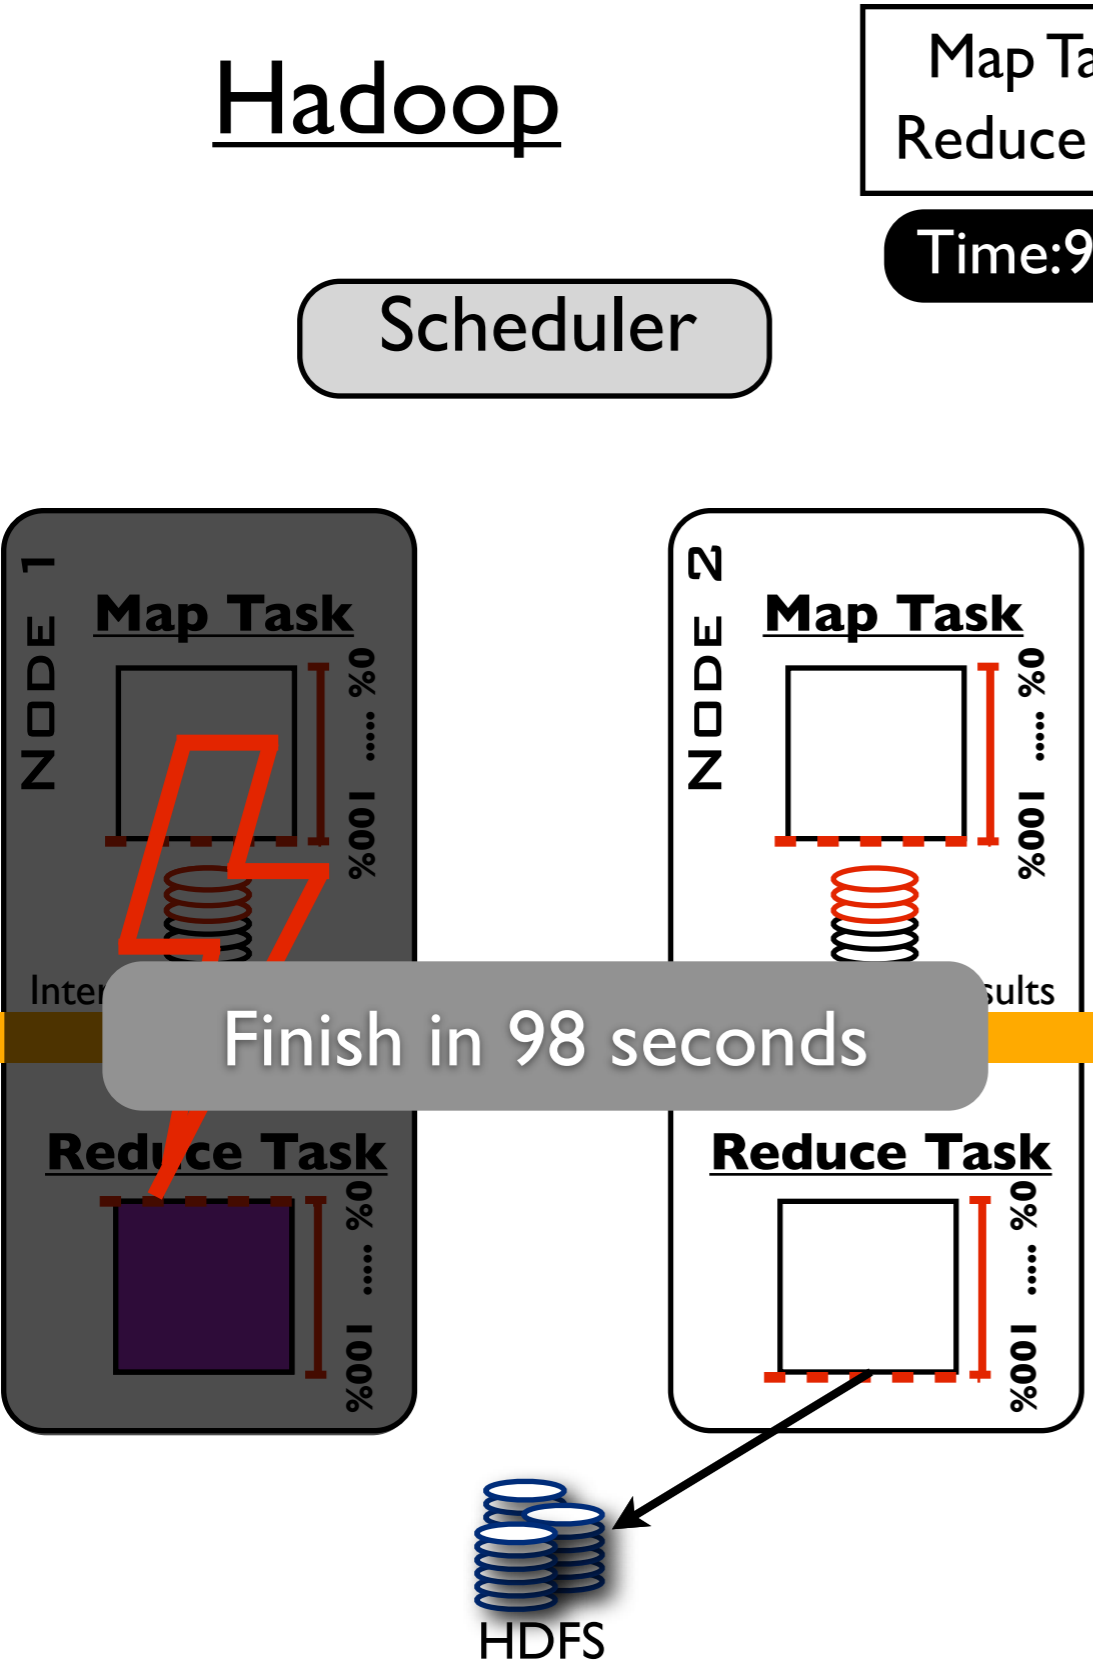 Hadoop
Map Ta
Reduce
Time:9
Scheduler
NODE 1
Map Task
0% ...... 100%
NODE 2
Map Task
0% ...... 100%
Inter
sults
Finish in 98 seconds
Reduce Task
0% ...... 100%
Reduce Task
0% ...... 100%
HDFS